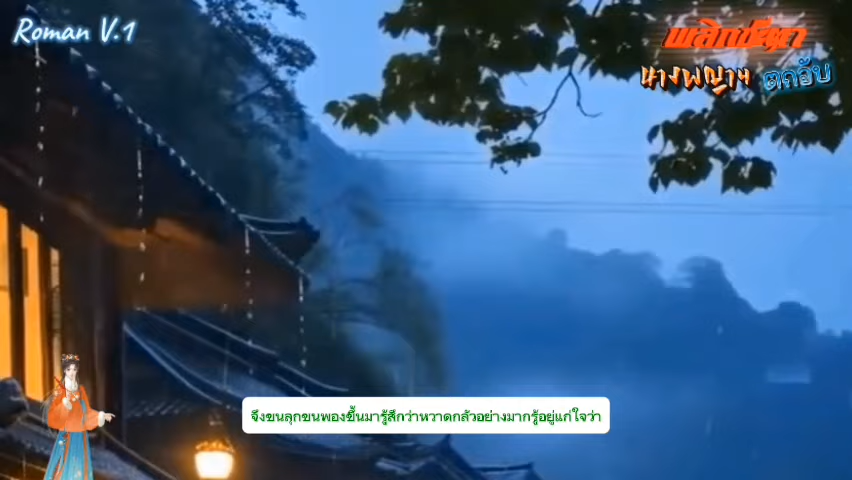 Roman V.1
พลิกชะตา
นางพญาฯ ตกอับ
จึงขนลุกขนพองขึ้นมารู้สึกว่าหวาดกลัวอย่างมากรู้อยู่แก่ใจว่า